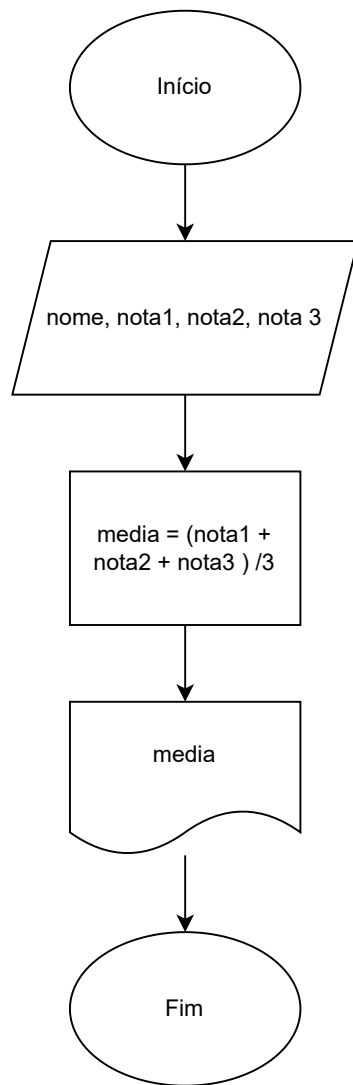 Início
nome, nota1, nota2, nota 3
media = (nota1 +
nota2 + nota3 ) /3
media
Fim